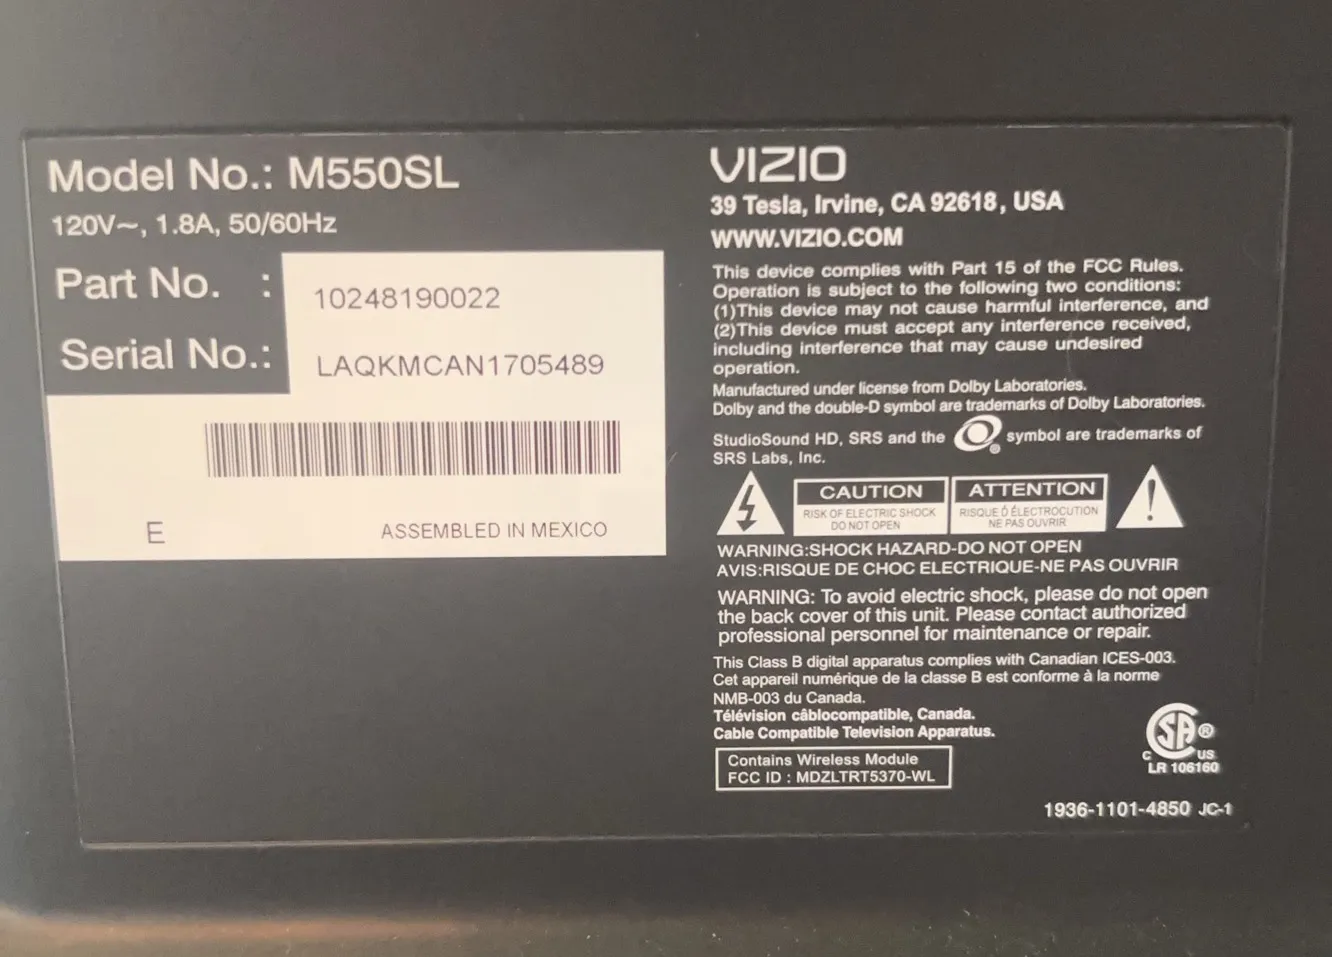 Model No.: M550SL
120V~, 1.8A, 50/60Hz
Part No. : 10248190022
Serial No.: LAQKMCAN1705489
E ASSEMBLED IN MEXICO
VIZIO
39 Tesla, Irvine, CA 92618, USA
WWW.VIZIO.COM
This device complies with Part 15 of the FCC Rules.
Operation is subject to the following two conditions:
(1)This device may not cause harmful interference, and
(2)This device must accept any interference received,
including interference that may cause undesired
operation.
Manufactured under license from Dolby Laboratories.
Dolby and the double-D symbol are trademarks of Dolby Laboratories.
StudioSound HD, SRS and the ® symbol are trademarks of
SRS Labs, Inc.
CAUTION
RISK OF ELECTRIC SHOCK
DO NOT OPEN
ATTENTION
RISQUE Ó ÉLECTROCUTION
NE PAS OUVRIR
WARNING:SHOCK HAZARD-DO NOT OPEN
AVIS:RISQUE DE CHOC ELECTRIQUE-NE PAS OUVRIR
WARNING: To avoid electric shock, please do not open
the back cover of this unit. Please contact authorized
professional personnel for maintenance or repair.
This Class B digital apparatus complies with Canadian ICES-003.
Cet appareil numérique de la classe B est conforme à la norme
NMB-003 du Canada.
Télévision câblocompatible, Canada.
Cable Compatible Television Apparatus.
Contains Wireless Module
FCC ID : MDZLTRT5370-WL
SA ®
C US
LR 106160
1936-1101-4850 JC-1